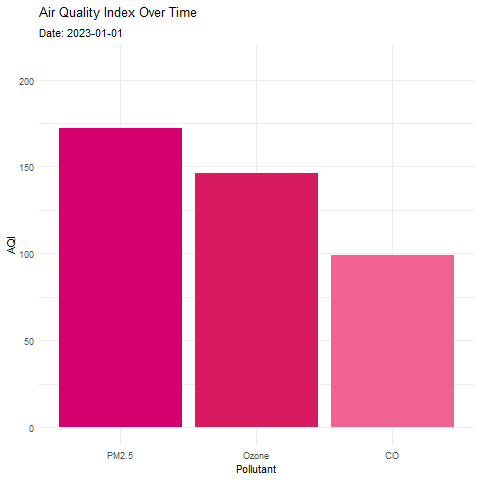 Air Quality Index Over Time
Date: 2023-01-01
200
150
100
50
0
AQI
PM2.5
Ozone
CO
Pollutant